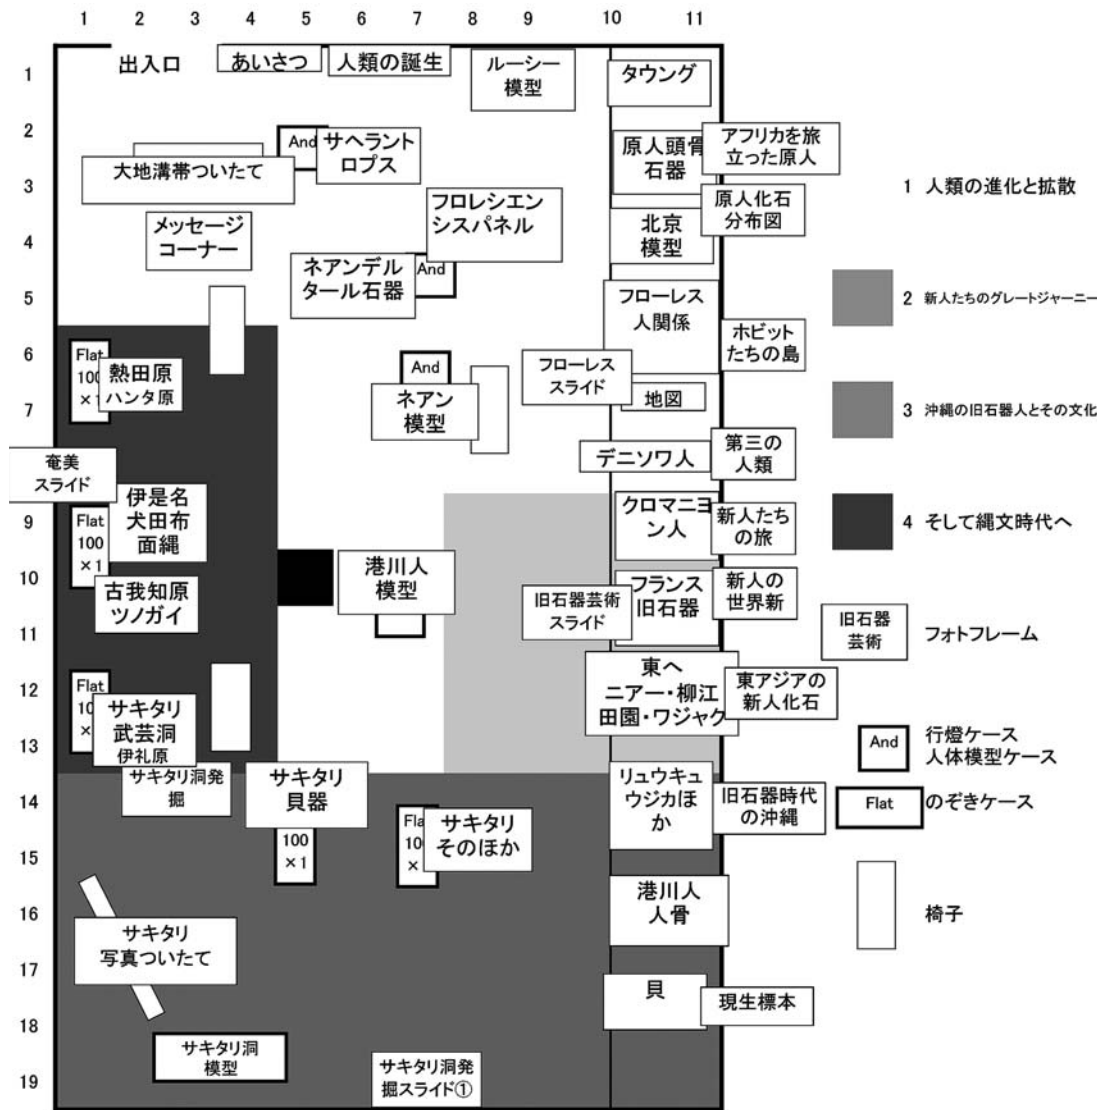 1 2 3 4 5 6 7 8 9 10 11
1
2
3
4
5
6
7
9
10
11
12
13
14
15
16
17
18
19
出入口
あいさつ
人類の誕生
ルーシー
模型
タウング
And
サヘラント
ロプス
原人頭骨
石器
アフリカを旅
立った原人
大地溝帯ついたて
フロレシエン
シスパネル
原人化石
分布図
メッセージ
コーナー
北京
模型
ネアンデル
タール石器
And
フローレス
人関係
ホビット
たちの島
Flat
100
×1
熱田原
ハンタ原
And
ネアン
模型
フローレス
スライド
地図
奄美
スライド
デニソワ人
第三の
人類
Flat
100
×1
伊是名
犬田布
面縄
クロマニヨ
ン人
新人たち
の旅
古我知原
ツノガイ
港川人
模型
旧石器芸術
スライド
フランス
旧石器
新人の
世界新
東へ
ニアー・柳江
田園・ワジャク
東アジアの
新人化石
Flat
10
×
サキタリ
武芸洞
伊礼原
サキタリ洞発
掘
サキタリ
貝器
100
×1
Fla
10
×
サキタリ
そのほか
リュウキュ
ウジカほ
か
旧石器時代
の沖縄
港川人
人骨
サキタリ
写真ついたて
貝
現生標本
サキタリ洞
模型
サキタリ洞発
掘スライド①
1 人類の進化と拡散
2 新人たちのグレートジャーニー
3 沖縄の旧石器人とその文化
4 そして縄文時代へ
旧石器
芸術
フォトフレーム
And
行燈ケース
人体模型ケース
Flat
のぞきケース
椅子